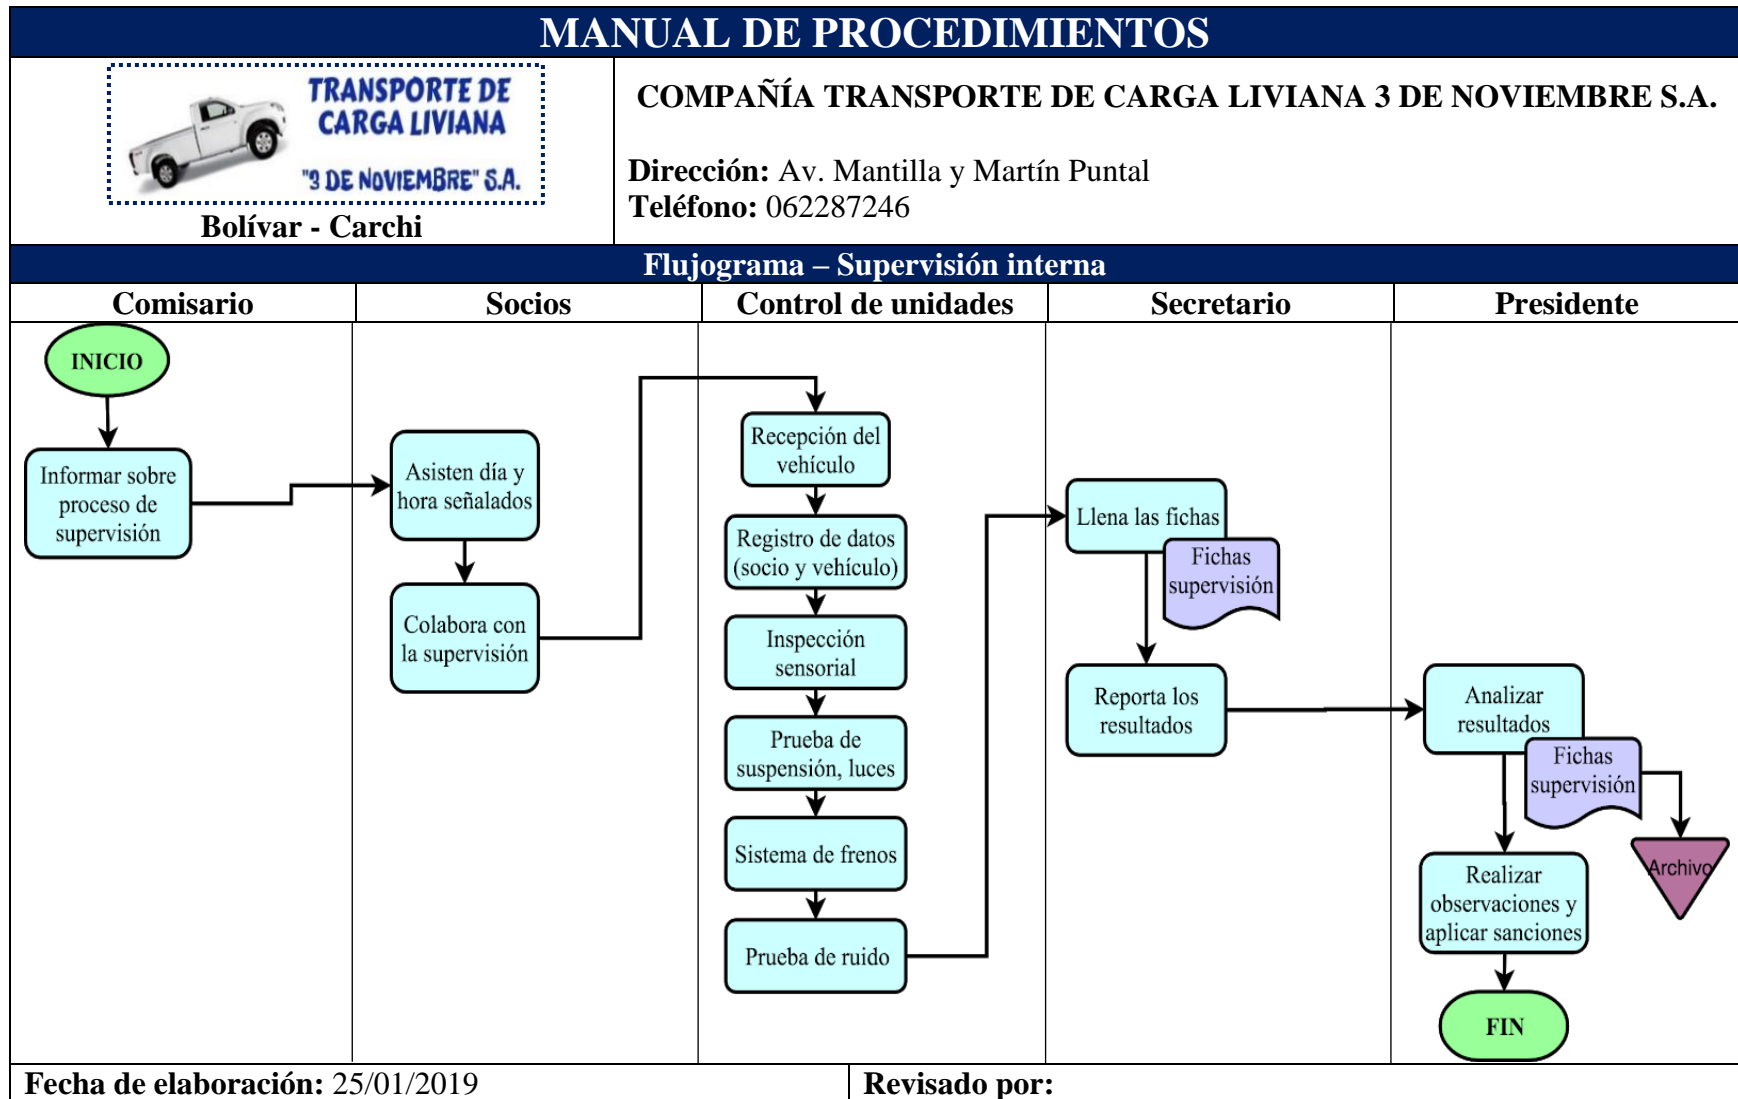 MANUAL DE PROCEDIMIENTOS
TRANSPORTE DE
CARGA LIVIANA
"3 DE NOVIEMBRE" S.A.
Bolívar - Carchi
COMPAÑÍA TRANSPORTE DE CARGA LIVIANA 3 DE NOVIEMBRE S.A.
Dirección: Av. Mantilla y Martín Puntal
Teléfono: 062287246
Flujograma – Supervisión interna
Comisario
Socios
Control de unidades
Secretario
Presidente
INICIO
Informar sobre
proceso de
supervisión
Asisten día y
hora señalados
Colabora con
la supervisión
Recepción del
vehículo
Registro de datos
(socio y vehículo)
Inspección
sensorial
Prueba de
suspensión, luces
Sistema de frenos
Prueba de ruido
Llena las fichas
Fichas
supervisión
Reporta los
resultados
Analizar
resultados
Fichas
supervisión
Archivo
Realizar
observaciones y
aplicar sanciones
FIN
Fecha de elaboración: 25/01/2019
Revisado por: